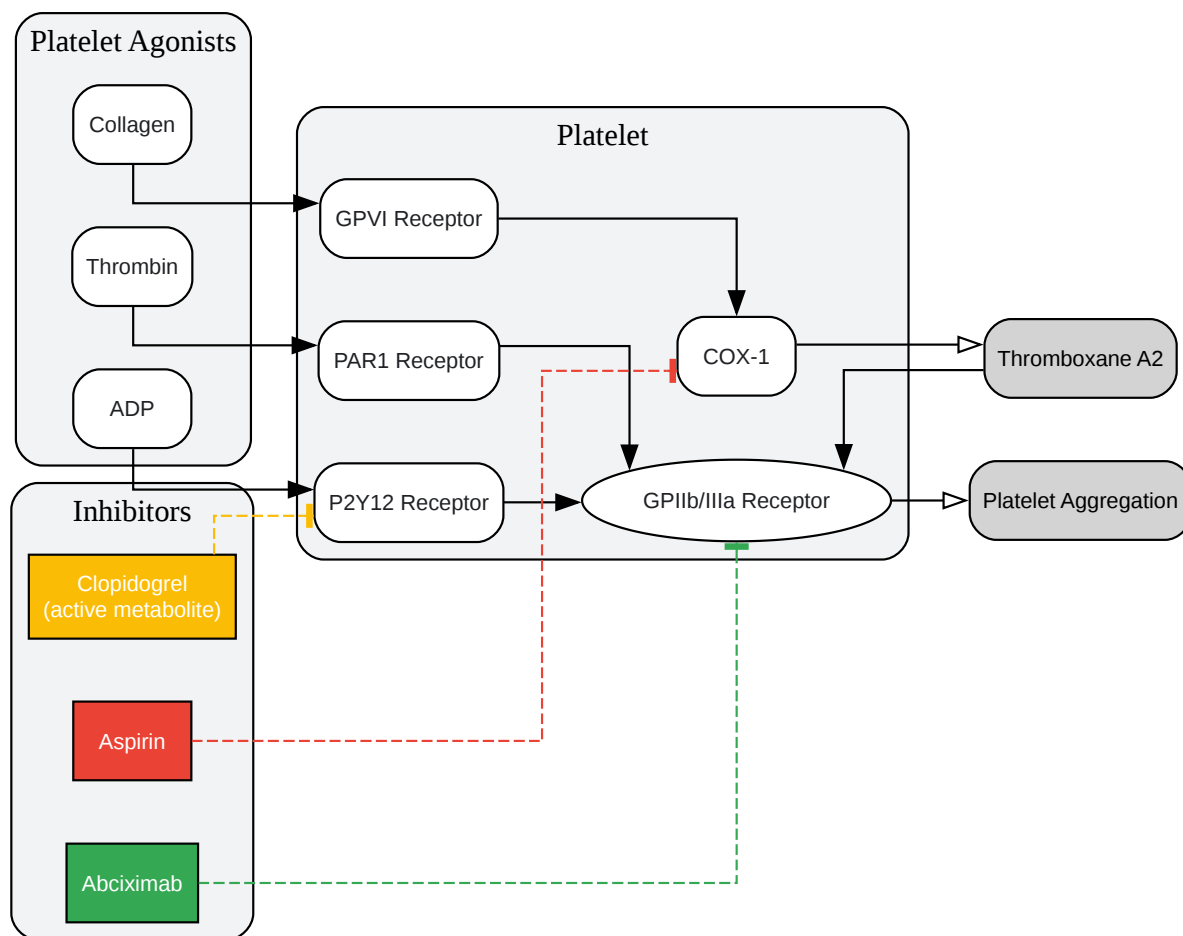 Platelet Agonists
Collagen
Thrombin
ADP
Platelet
GPVI Receptor
PAR1 Receptor
COX-1
P2Y12 Receptor
GPIIb/IIIa Receptor
Thromboxane A2
Platelet Aggregation
Inhibitors
Clopidogrel
(active metabolite)
Aspirin
Abciximab